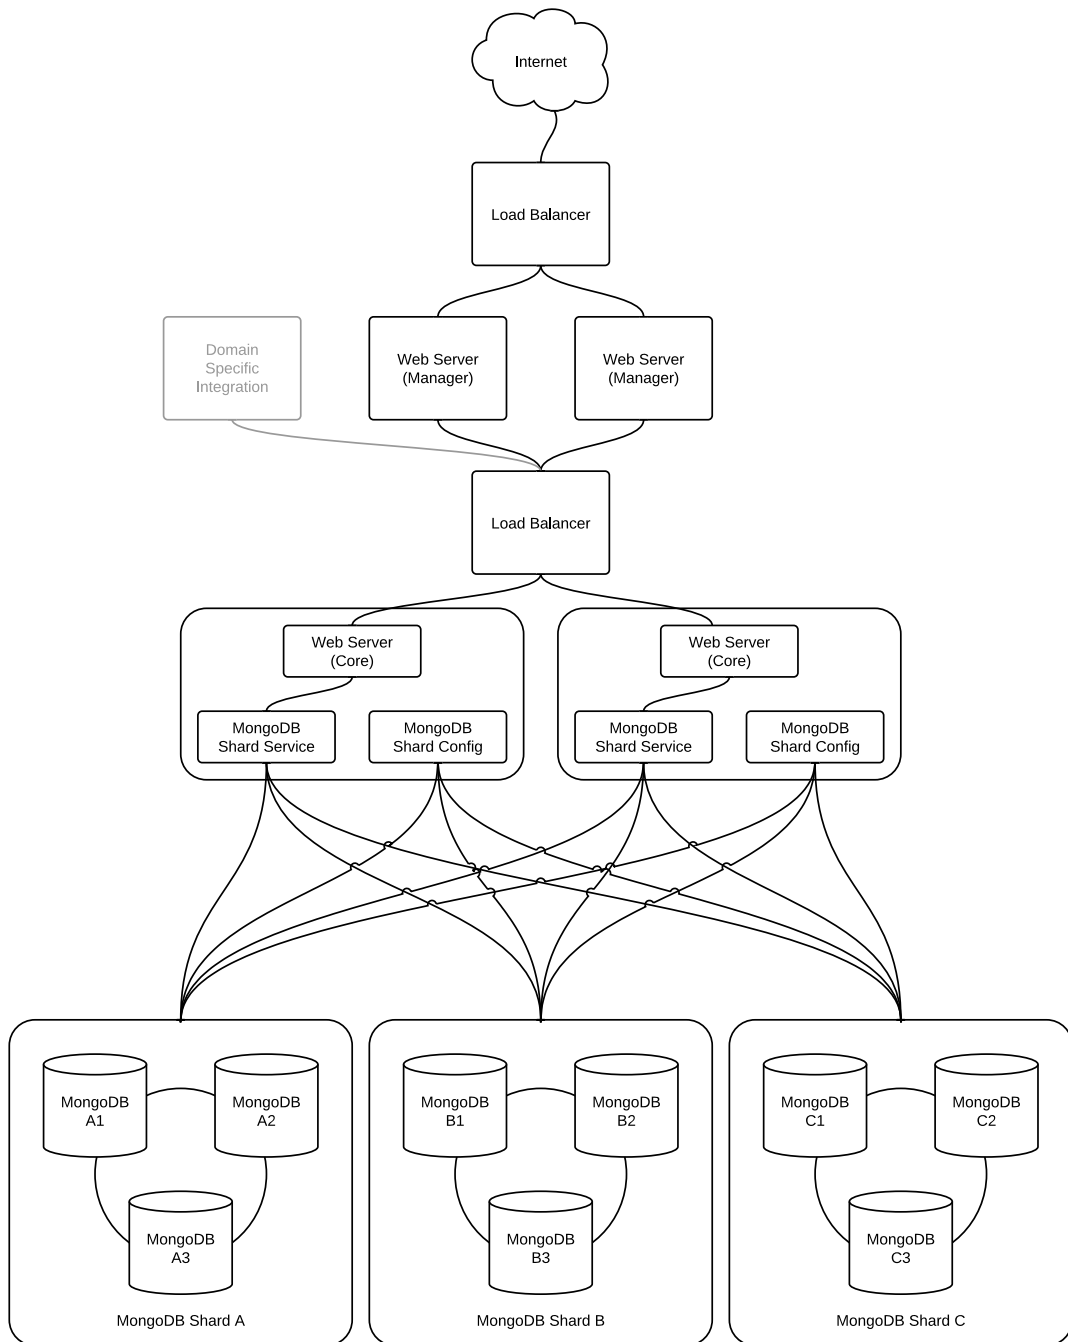 Internet
Load Balancer
Domain
Specific
Integration
Web Server
(Manager)
Web Server
(Manager)
Load Balancer
Web Server
(Core)
MongoDB
Shard Service
MongoDB
Shard Config
Web Server
(Core)
MongoDB
Shard Service
MongoDB
Shard Config
MongoDB
A1
MongoDB
A2
MongoDB
A3
MongoDB Shard A
MongoDB
B1
MongoDB
B2
MongoDB
B3
MongoDB Shard B
MongoDB
C1
MongoDB
C2
MongoDB
C3
MongoDB Shard C